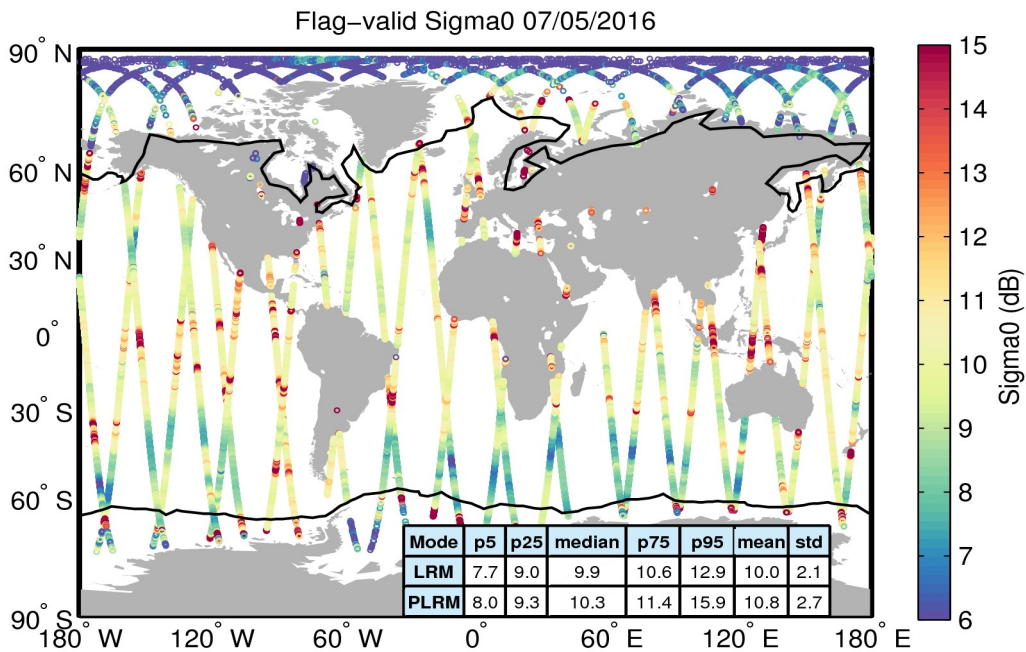 Flag−valid Sigma0 07/05/2016
90° N
60° N
30° N
0°
30° S
60° S
90° S
180° W
120° W
60° W
0°
60° E
120° E
180° E
Mode p5 p25 median p75 p95 mean std
LRM 7.7 9.0 9.9 10.6 12.9 10.0 2.1
PLRM 8.0 9.3 10.3 11.4 15.9 10.8 2.7
15
14
13
12
11
10
9
8
7
6
Sigma0 (dB)